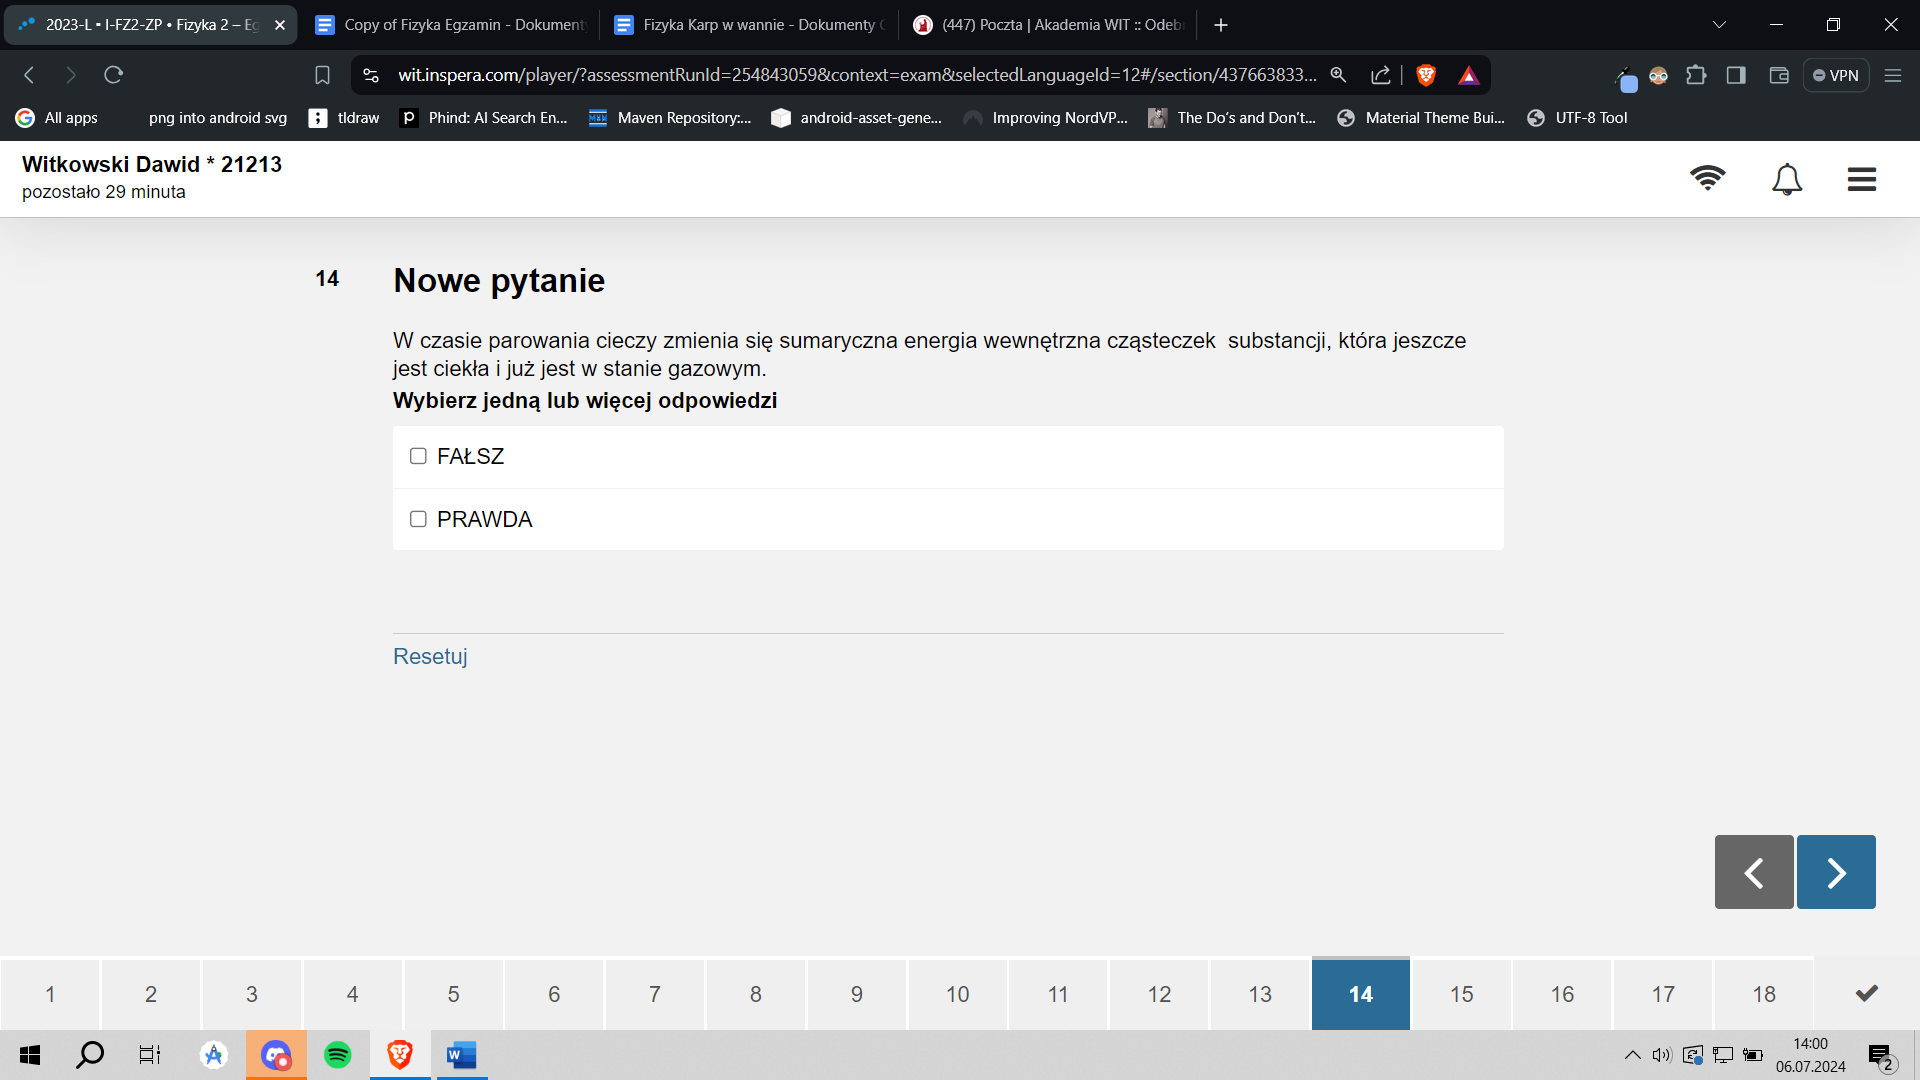 2023-L • I-FZ2-ZP • Fizyka 2 – Eg
Copy of Fizyka Egzamin - Dokument
Fizyka Karp w wannie - Dokumenty G
(447) Poczta | Akademia WIT :: Odeb
wit.inspera.com/player/?assessmentRunId=254843059&context=exam&selectedLanguageId=12#/section/437663833...
VPN
All apps
png into android svg
tldraw
Phind: AI Search En...
Maven Repository:...
android-asset-gene...
Improving NordVP...
The Do's and Don't...
Material Theme Bui...
UTF-8 Tool
Witkowski Dawid * 21213
pozostało 29 minuta
14
Nowe pytanie
W czasie parowania cieczy zmienia się sumaryczna energia wewnętrzna cząsteczek  substancji, która jeszcze
jest ciekła i już jest w stanie gazowym.
Wybierz jedną lub więcej odpowiedzi
FAŁSZ
PRAWDA
Resetuj
1 2 3 4 5 6 7 8 9 10 11 12 13 14 15 16 17 18
14:00
06.07.2024
2